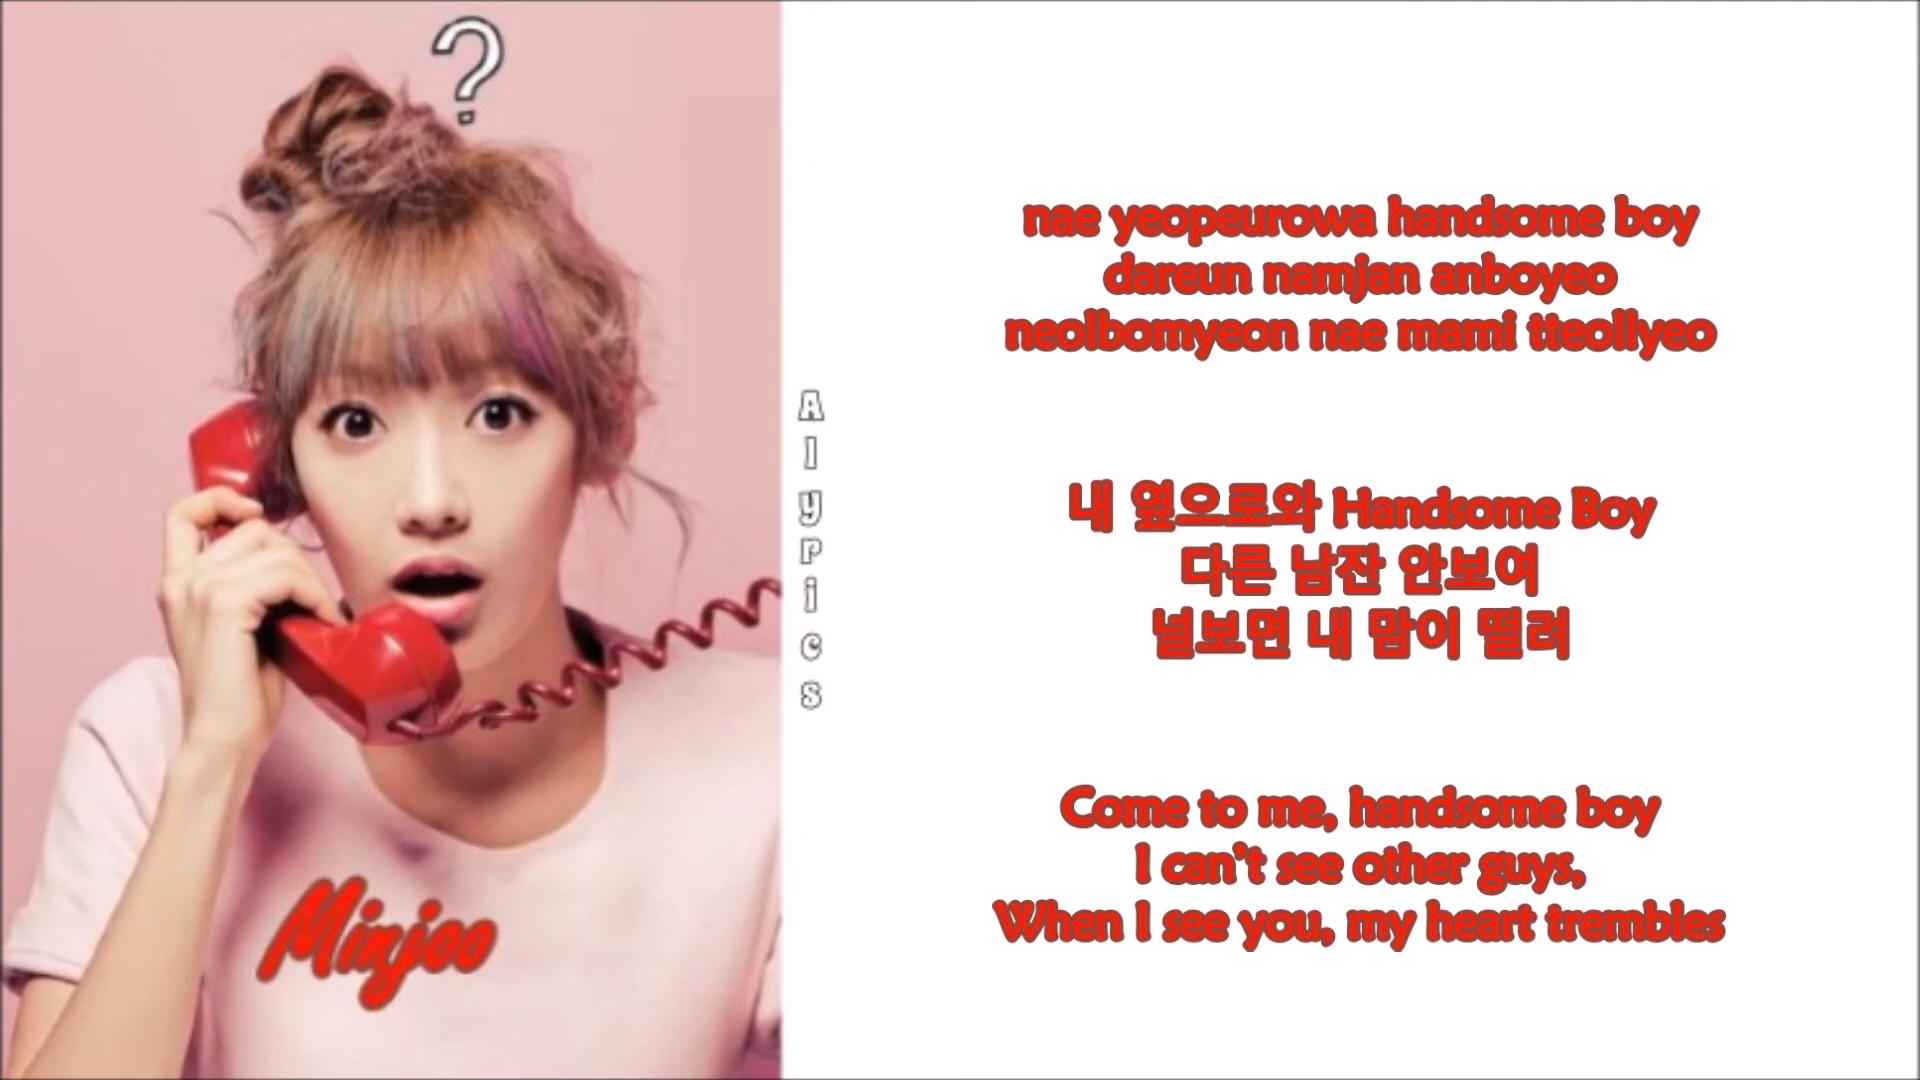 ?
Minjoo
Alyrics
nae yeopeurowa handsome boy
dareun namjan anboyeo
neolbomyeon nae mami tteollyeo
내 옆으로와 Handsome Boy
다른 남잔 안보여
널보면 내 맘이 떨려
Come to me, handsome boy
I can't see other guys,
When I see you, my heart trembles